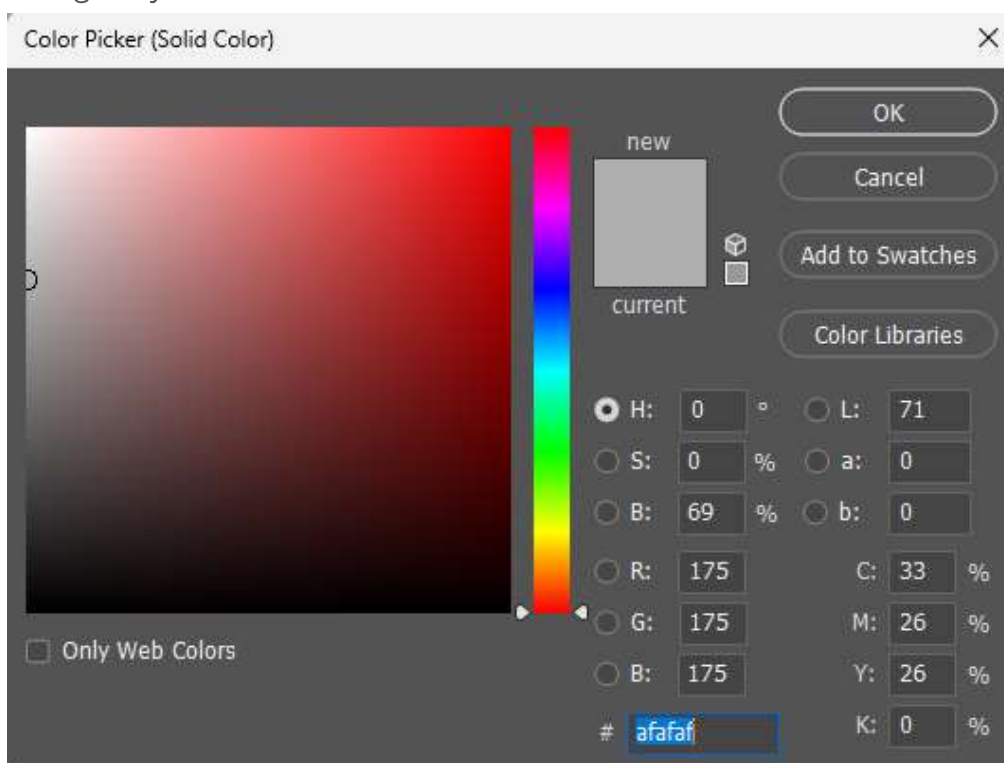 Color Picker (Solid Color)
OK
new
Cancel
Add to Swatches
current
Color Libraries
H: 0 ° L: 71
S: 0 % a: 0
B: 69 % b: 0
R: 175 C: 33 %
G: 175 M: 26 %
Only Web Colors
B: 175 Y: 26 %
# afafaf K: 0 %